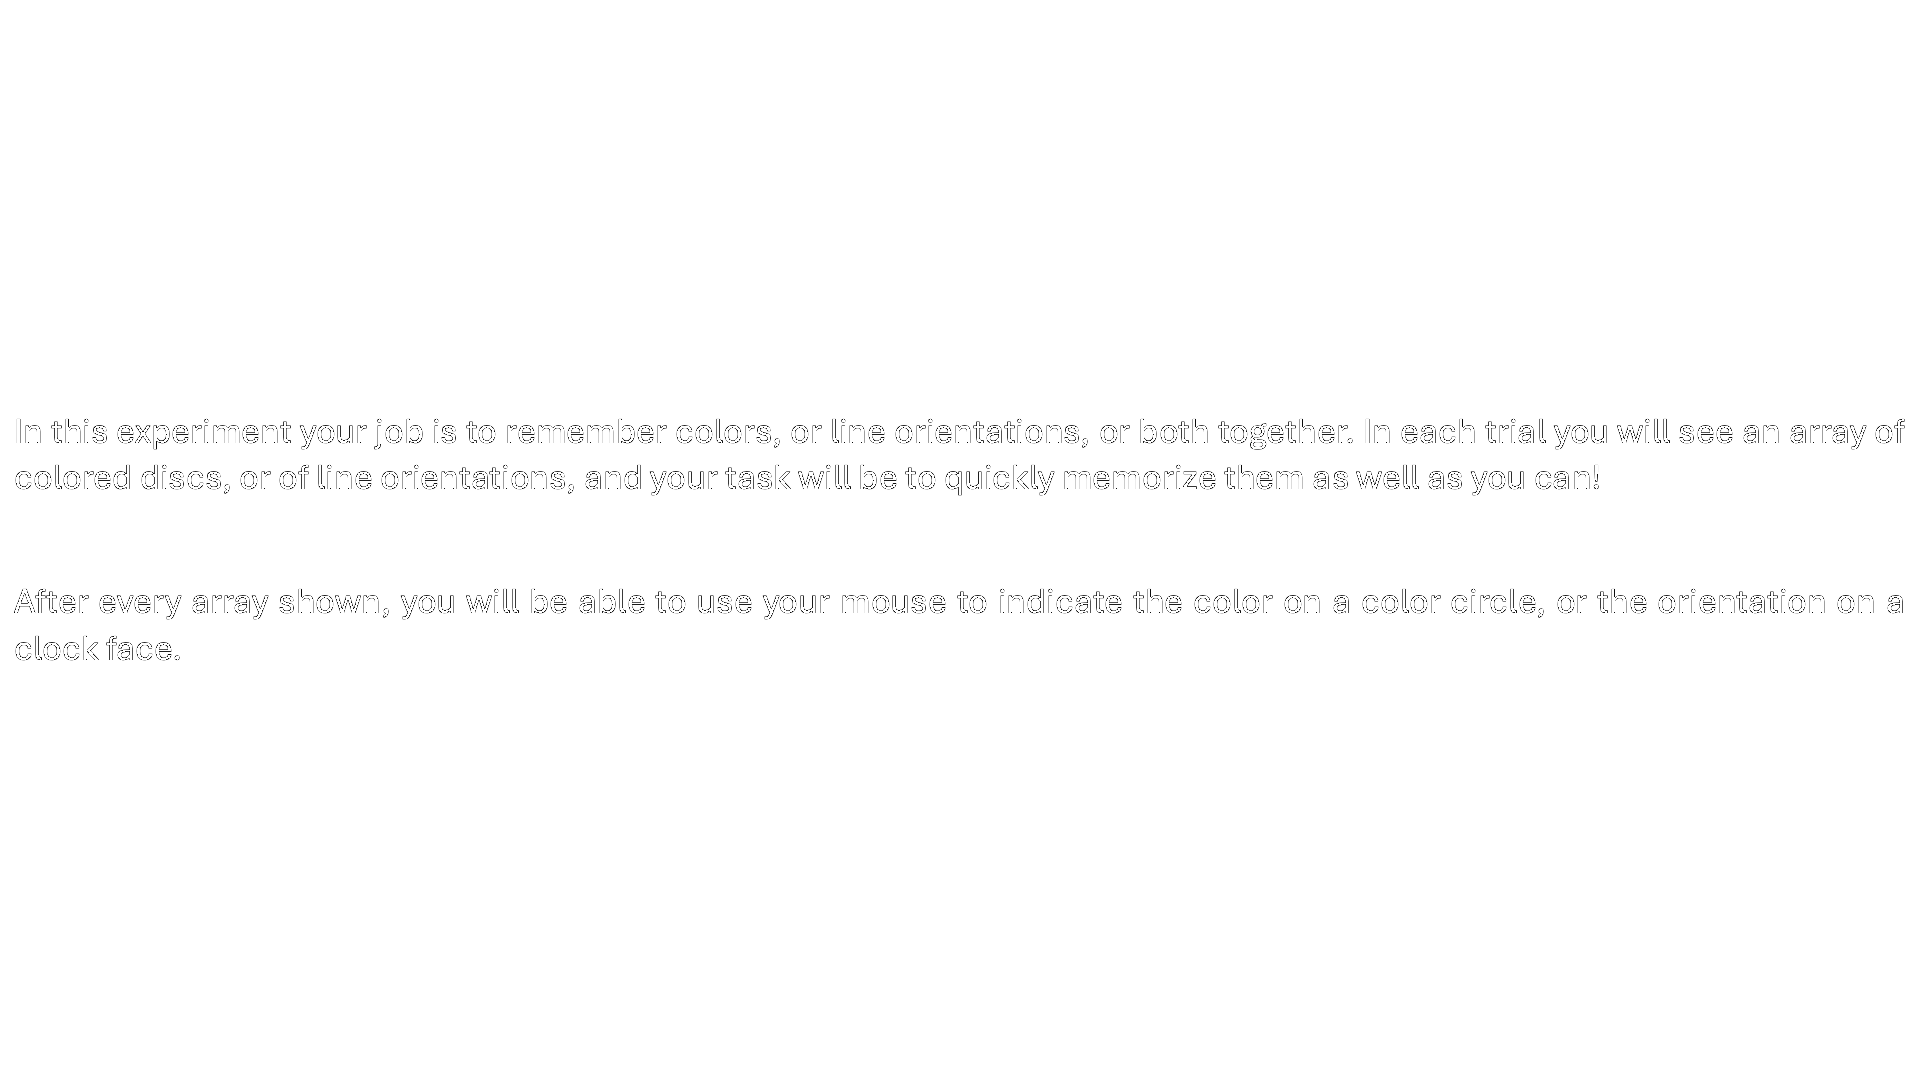 In this experiment your job is to remember colors, or line orientations, or both together. In each trial you will see an array of
colored discs, or of line orientations, and your task will be to quickly memorize them as well as you can!
After every array shown, you will be able to use your mouse to indicate the color on a color circle, or the orientation on a
clock face.